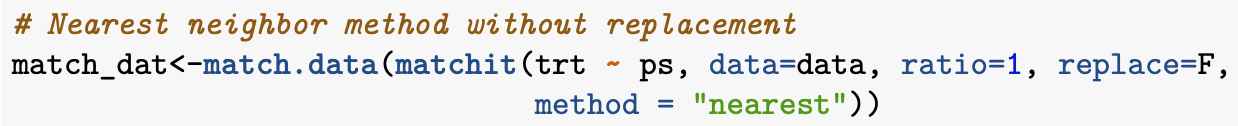 # Nearest neighbor method without replacement
match_dat<-match.data(matchit(trt ~ ps, data=data, ratio=1, replace=F,
method = "nearest"))